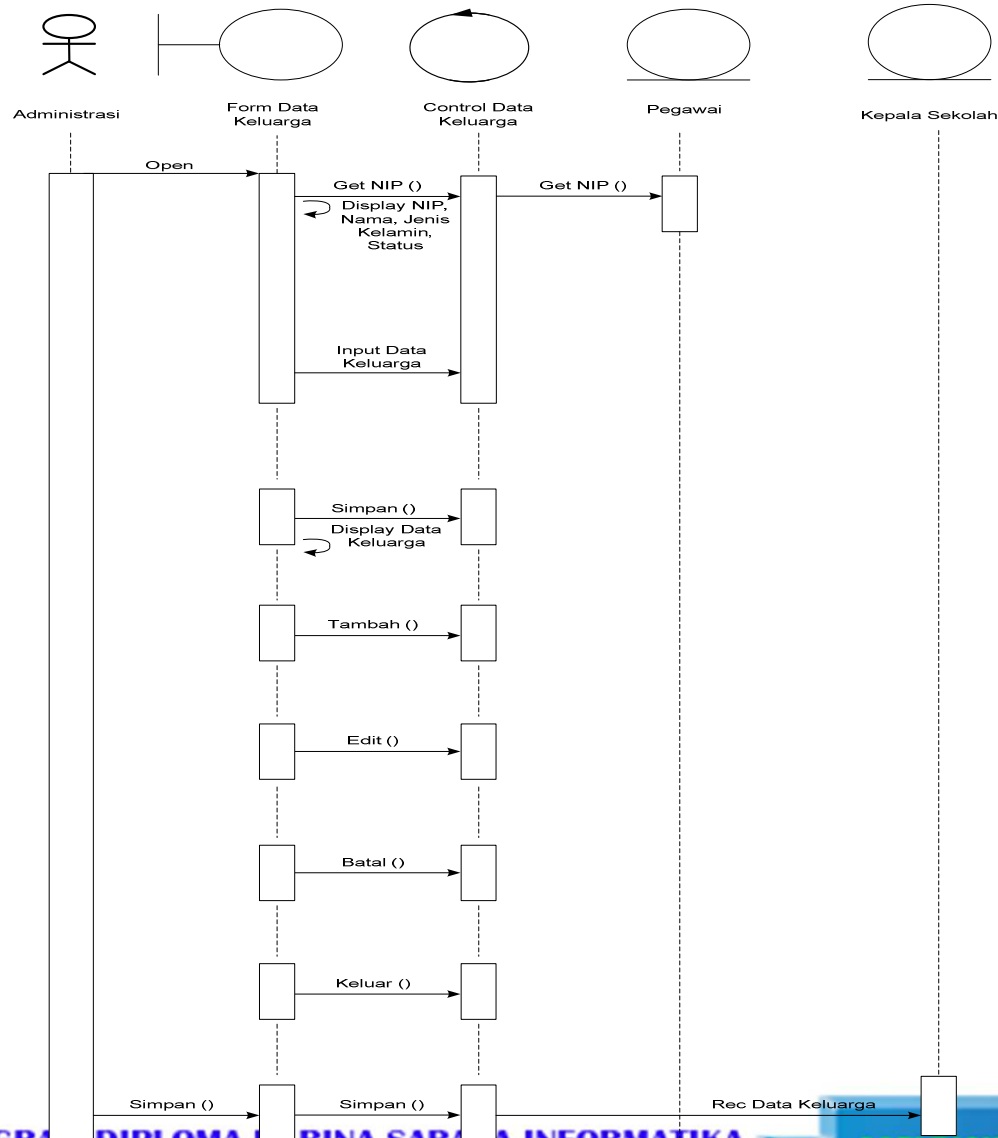 Administrasi
Form Data
Keluarga
Control Data
Keluarga
Pegawai
Kepala Sekolah
Open
Get NIP ()
Get NIP ()
Display NIP,
Nama, Jenis
Kelamin,
Status
Input Data
Keluarga
Simpan ()
Display Data
Keluarga
Tambah ()
Edit ()
Batal ()
Keluar ()
Simpan ()
Simpan ()
Rec Data Keluarga
DIPLOMA INFORMATIKA